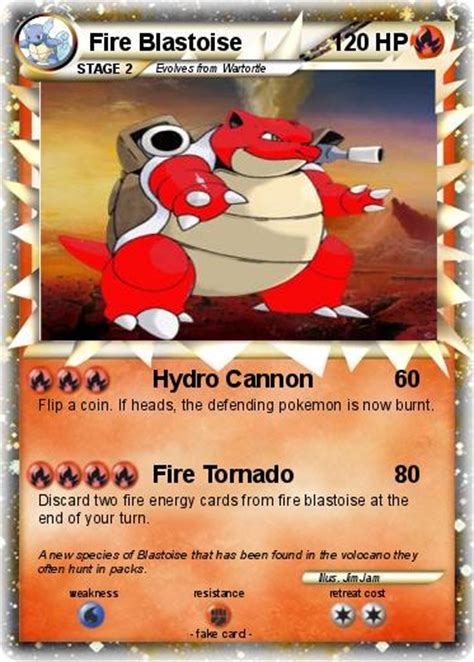 Fire Blastoise 120 HP
STAGE 2 Evolves from Wartortle
Hydro Cannon 60
Flip a coin. If heads, the defending pokemon is now burnt.
Fire Tornado 80
Discard two fire energy cards from fire blastoise at the
end of your turn.
A new species of Blastoise that has been found in the volocano they
often hunt in packs.
Illus. JimJam
weakness resistance retreat cost
- fake card -